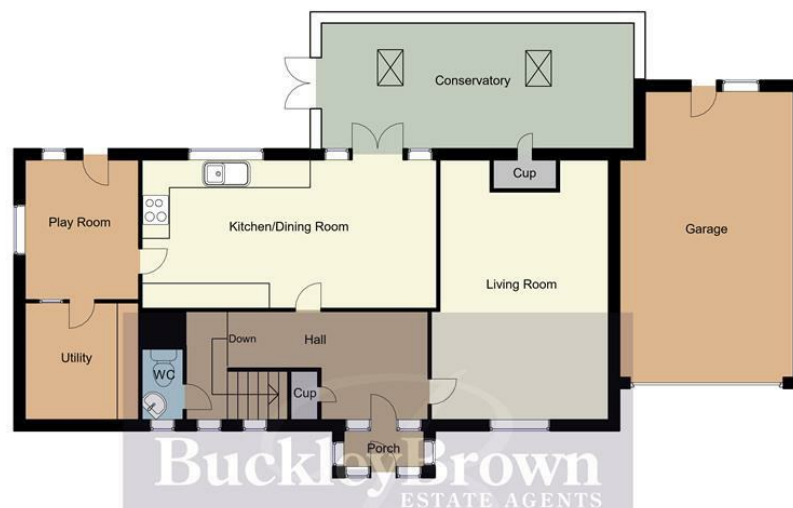 Conservatory
Cup
Play Room
Kitchen/Dining Room
Garage
Living Room
Down
Hall
Utility
WC
Cup
Porch
BuckleyBrown
ESTATE AGENTS